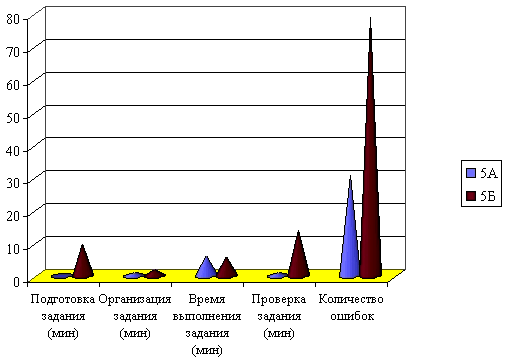 80
70
60
50
40
30
20
10
0
Подготовка задания (мин)
Организация задания (мин)
Время выполнения задания (мин)
Проверка задания (мин)
Количество ошибок
5А
5Б